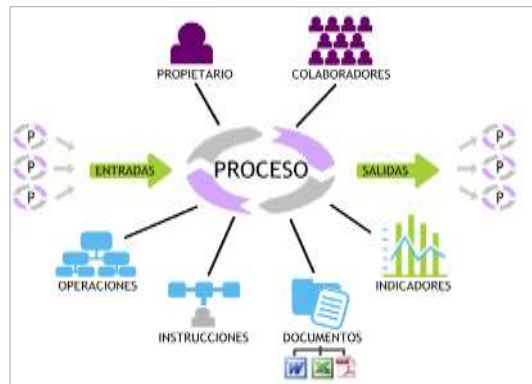 PROPIETARIO
COLABORADORES
P
P
P
ENTRADAS
PROCESO
SALIDAS
P
P
P
OPERACIONES
INSTRUCCIONES
DOCUMENTOS
INDICADORES